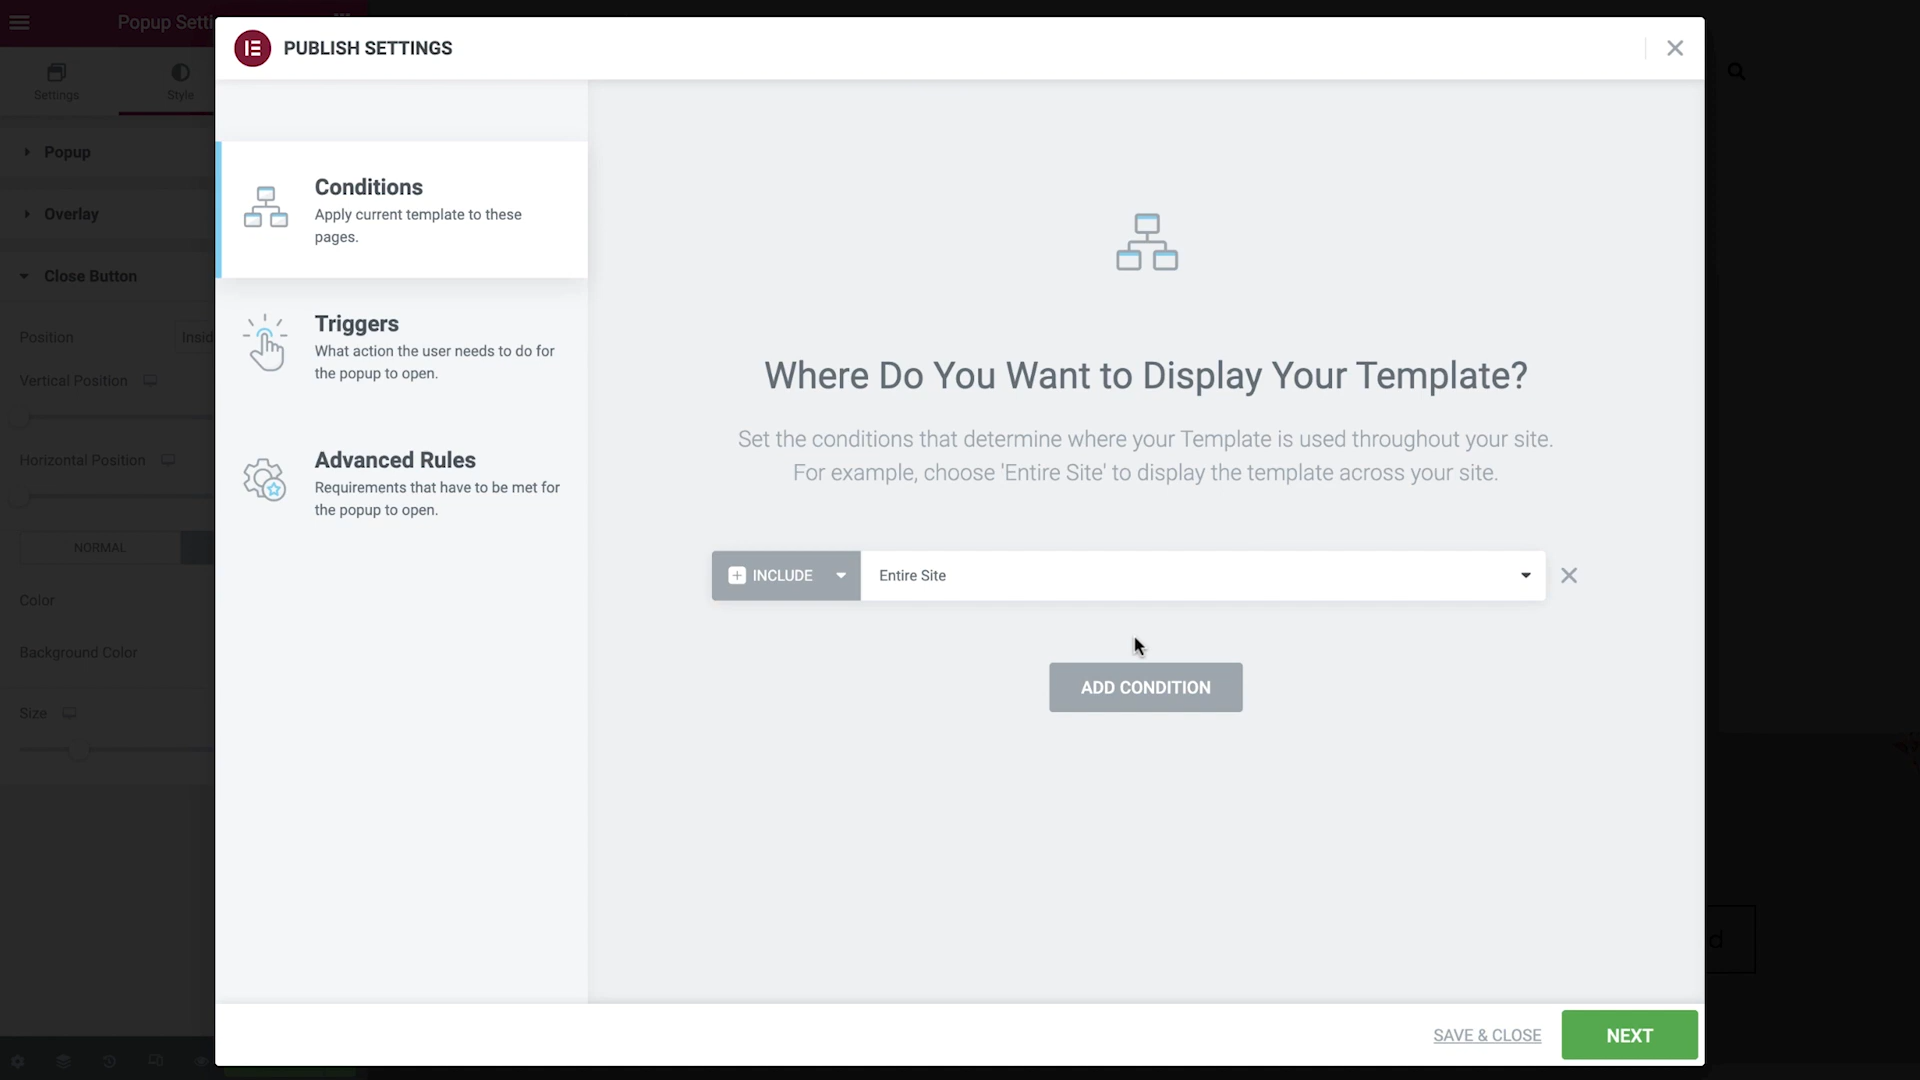 Popup Setti
PUBLISH SETTINGS
Settings
Style
Popup
Overlay
Close Button
Position
Insid
Vertical Position
Horizontal Position
NORMAL
Color
Background Color
Size
Conditions
Apply current template to these
pages.
Triggers
What action the user needs to do for
the popup to open.
Advanced Rules
Requirements that have to be met for
the popup to open.
Where Do You Want to Display Your Template?
Set the conditions that determine where your Template is used throughout your site.
For example, choose 'Entire Site' to display the template across your site.
INCLUDE
Entire Site
ADD CONDITION
d
SAVE & CLOSE
NEXT